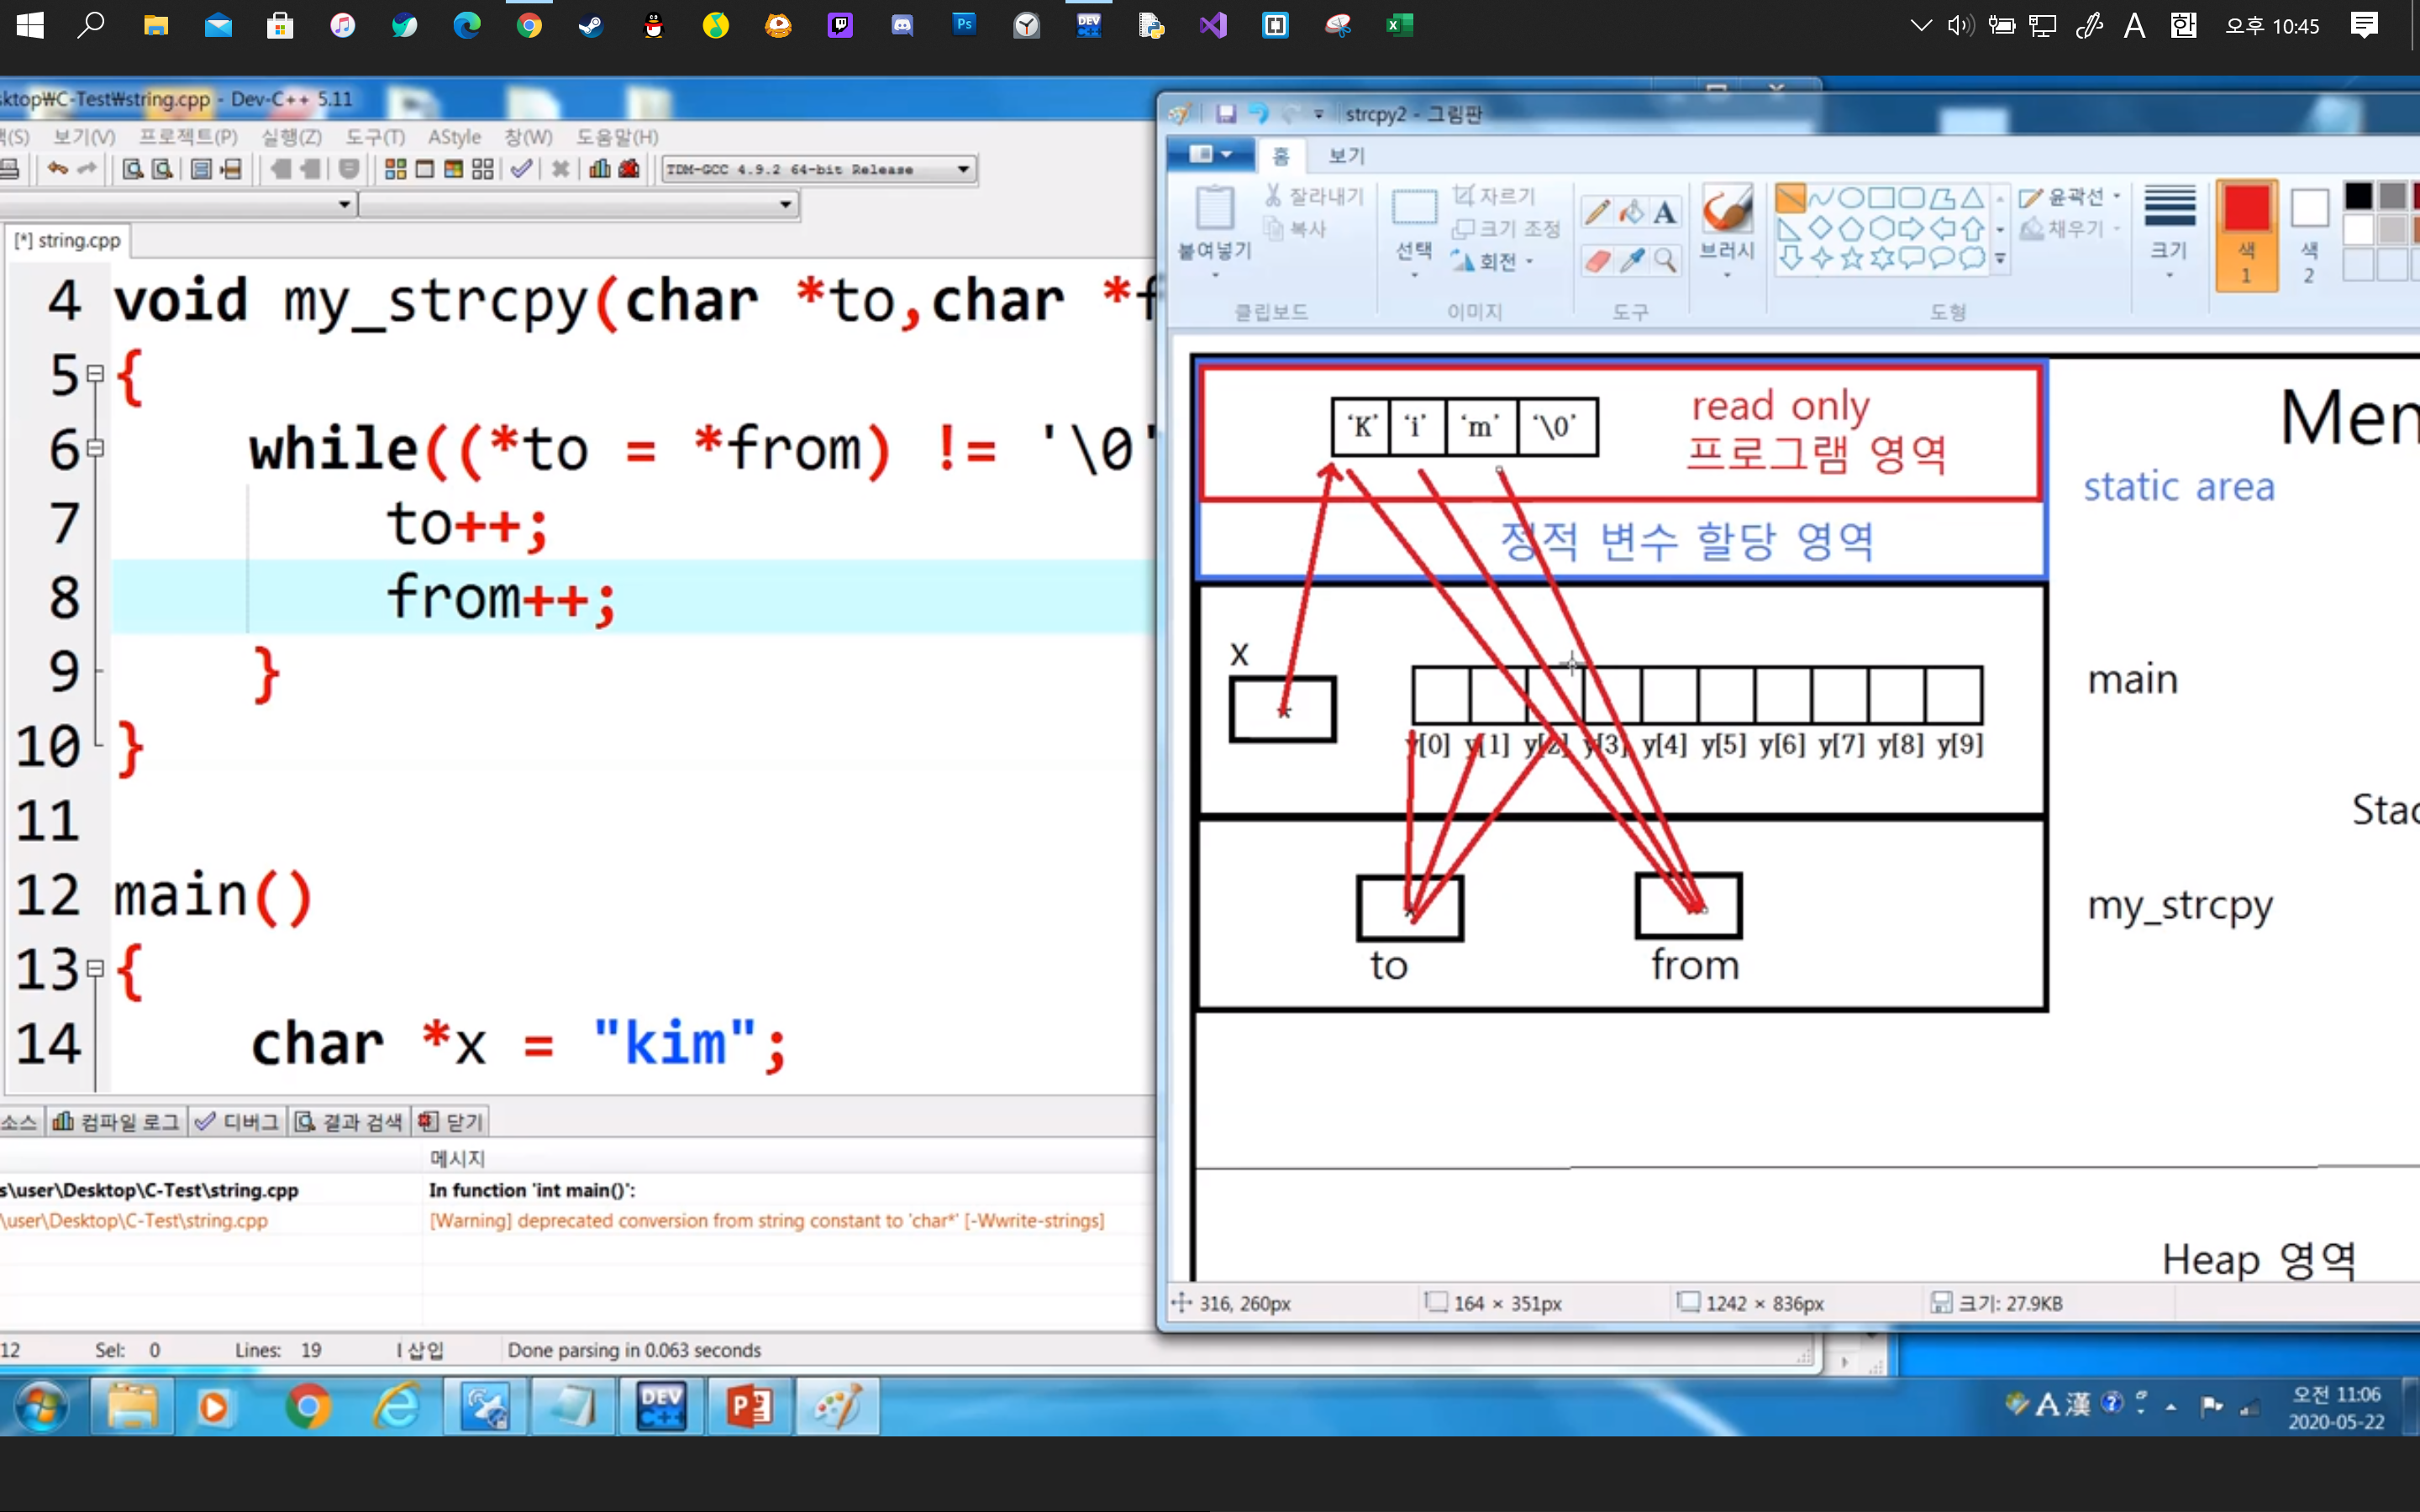 오후 10:45
sktop\C-Test\string.cpp - Dev-C++ 5.11
보기(V) 프로젝트(P) 실행(Z) 도구(T) AStyle 창(W) 도움말(H)
TDM-GCC 4.9.2 64-bit Release
[*] string.cpp
4 void my_strcpy(char *to,char *f
5 {
6 while((*to = *from) != '\0'
7 to++;
8 from++;
9 }
10 }
11
12 main()
13 {
14 char *x = "kim";
소스 컴파일 로그 디버그 결과 검색 닫기
메시지
s\user\Desktop\C-Test\string.cpp In function 'int main()':
\user\Desktop\C-Test\string.cpp [Warning] deprecated conversion from string constant to 'char*' [-Wwrite-strings]
12 Sel: 0 Lines: 19 삽입 Done parsing in 0.063 seconds
strcpy2 - 그림판
홈 보기
붙여넣기 잘라내기 복사
클립보드
선택 자르기 크기 조정 회전
이미지
도구
브러시
윤곽선 채우기
도형
크기
색 1
색 2
'K' 'i' 'm' '\0'
read only
프로그램 영역
정적 변수 할당 영역
Mem
static area
x
y[0] y[1] y[2] y[3] y[4] y[5] y[6] y[7] y[8] y[9]
main
Stac
to from
my_strcpy
Heap 영역
316, 260px 164 × 351px 1242 × 836px 크기: 27.9KB
A 漢
오전 11:06
2020-05-22